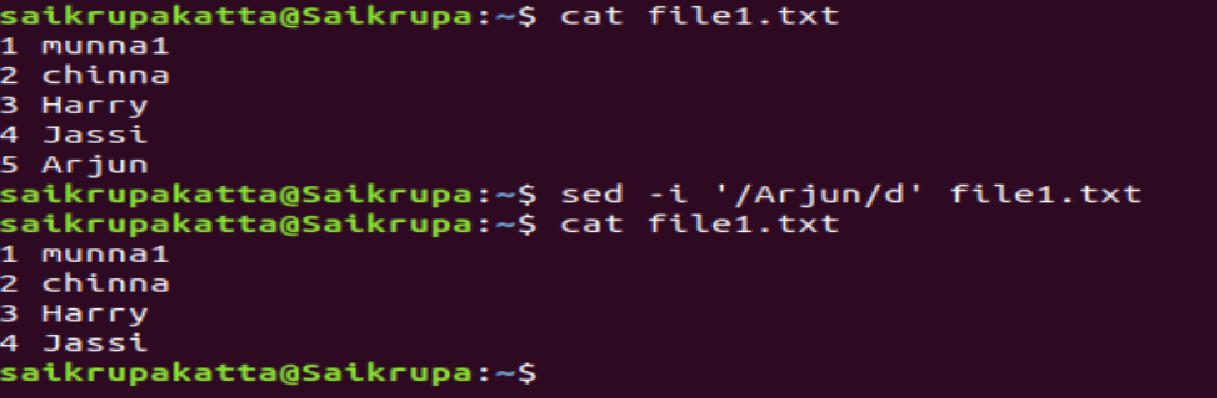 saikrupakatta@Saikrupa:~$ cat file1.txt
1 munna1
2 chinna
3 Harry
4 Jassi
5 Arjun
saikrupakatta@Saikrupa:~$ sed -i '/Arjun/d' file1.txt
saikrupakatta@Saikrupa:~$ cat file1.txt
1 munna1
2 chinna
3 Harry
4 Jassi
saikrupakatta@Saikrupa:~$